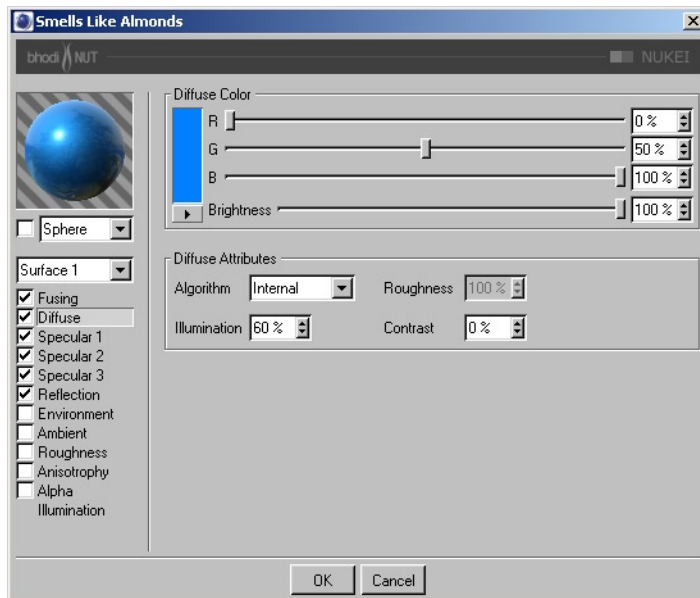 Smells Like Almonds
bhodi NUT
NUKEI
Diffuse Color
R
0 %
G
50 %
B
100 %
Brightness
100 %
Sphere
Surface 1
Fusing
Diffuse
Specular 1
Specular 2
Specular 3
Reflection
Environment
Ambient
Roughness
Anisotropy
Alpha
Illumination
Diffuse Attributes
Algorithm Internal Roughness 100 %
Illumination 60 % Contrast 0 %
OK Cancel